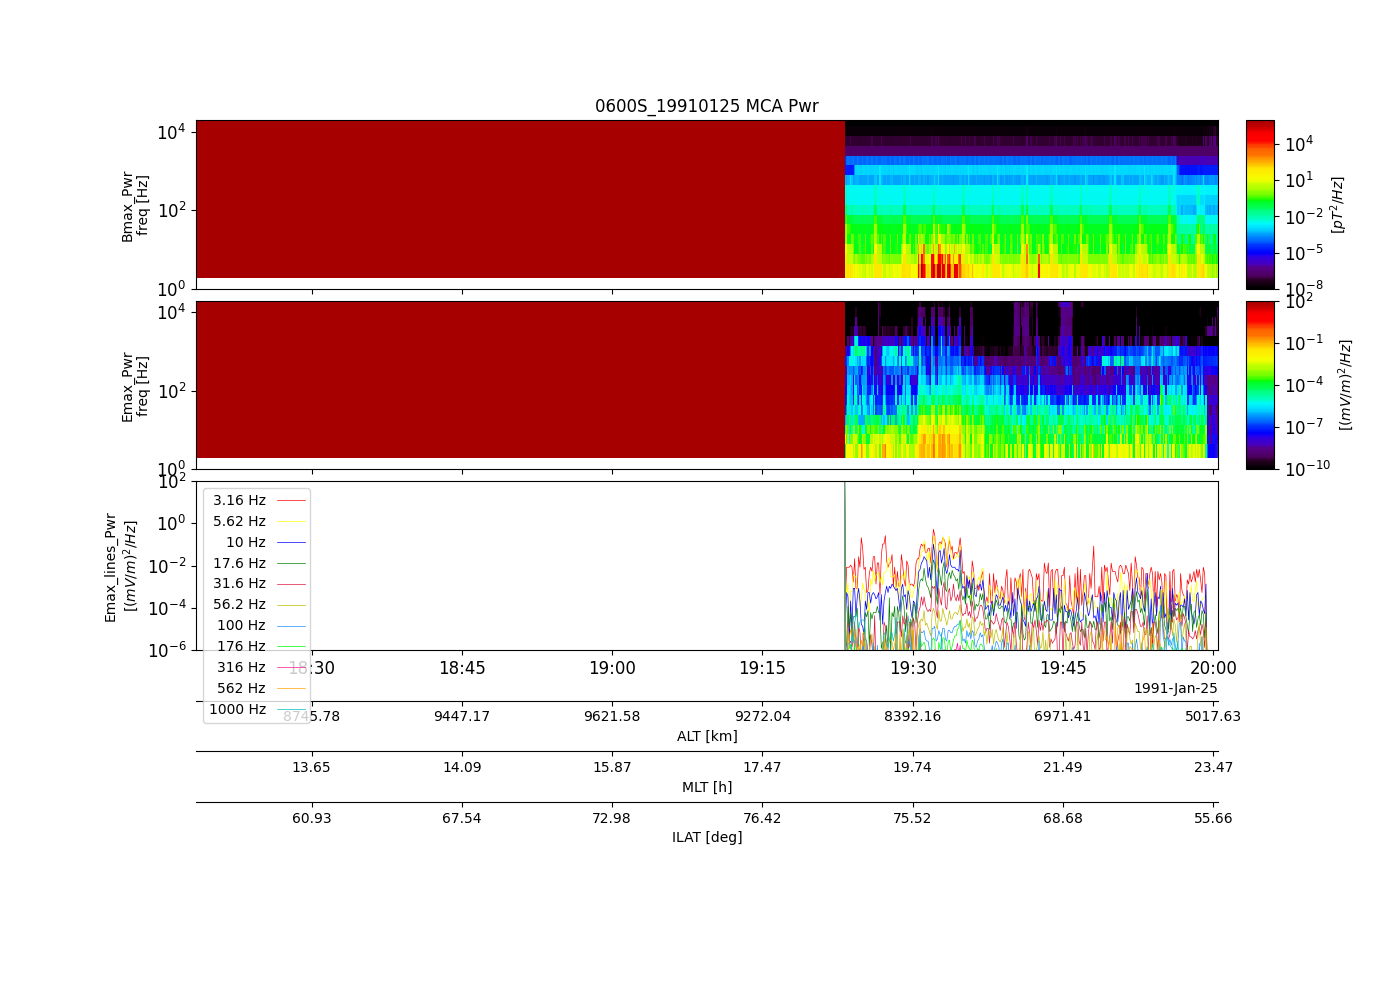 0600S_19910125 MCA Pwr
10^4
10^2
10^0
Bmax_Pwr
freq [Hz]
10^4
10^1
10^-2
10^-5
10^-8
[pT^2/Hz]
10^4
10^2
10^0
Emax_Pwr
freq [Hz]
10^2
10^-1
10^-4
10^-7
10^-10
[(mV/m)^2/Hz]
10^2
10^0
10^-2
10^-4
10^-6
Emax_lines_Pwr
[(mV/m)^2/Hz]
3.16 Hz
5.62 Hz
10 Hz
17.6 Hz
31.6 Hz
56.2 Hz
100 Hz
176 Hz
316 Hz
562 Hz
1000 Hz
18:30 18:45 19:00 19:15 19:30 19:45 20:00
1991-Jan-25
8745.78 9447.17 9621.58 9272.04 8392.16 6971.41 5017.63
ALT [km]
13.65 14.09 15.87 17.47 19.74 21.49 23.47
MLT [h]
60.93 67.54 72.98 76.42 75.52 68.68 55.66
ILAT [deg]